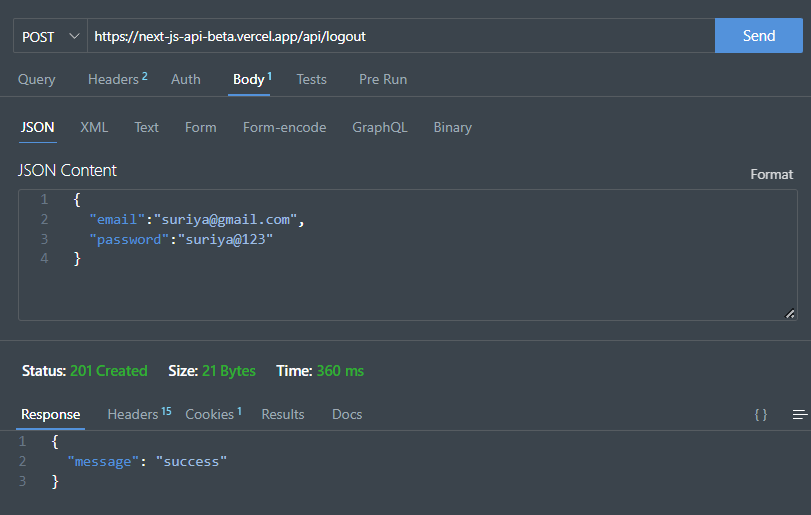 POST https://next-js-api-beta.vercel.app/api/logout Send
Query Headers 2 Auth Body 1 Tests Pre Run
JSON XML Text Form Form-encode GraphQL Binary
JSON Content
Format
1 {
2 "email":"suriya@gmail.com",
3 "password":"suriya@123"
4 }
Status: 201 Created Size: 21 Bytes Time: 360 ms
Response Headers 15 Cookies 1 Results Docs { }
1 {
2 "message": "success"
3 }